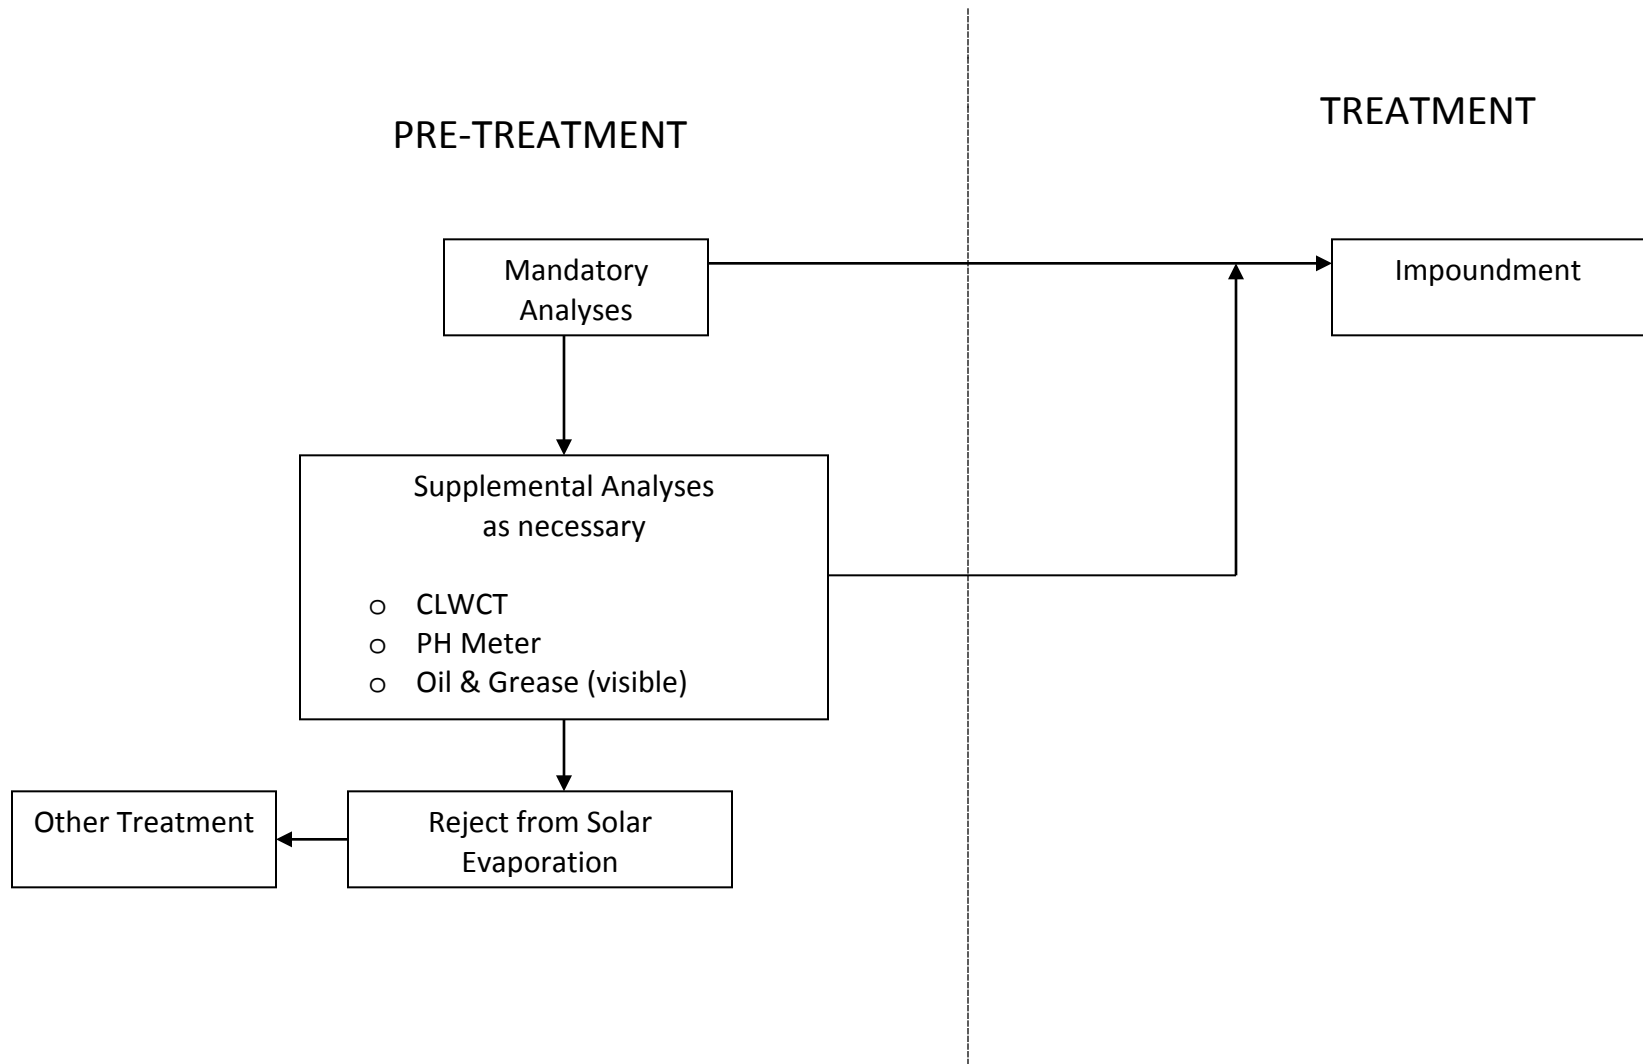 PRE-TREATMENT
TREATMENT
Mandatory
Analyses
Impoundment
Supplemental Analyses
as necessary
o CLWCT
o PH Meter
o Oil & Grease (visible)
Other Treatment
Reject from Solar
Evaporation